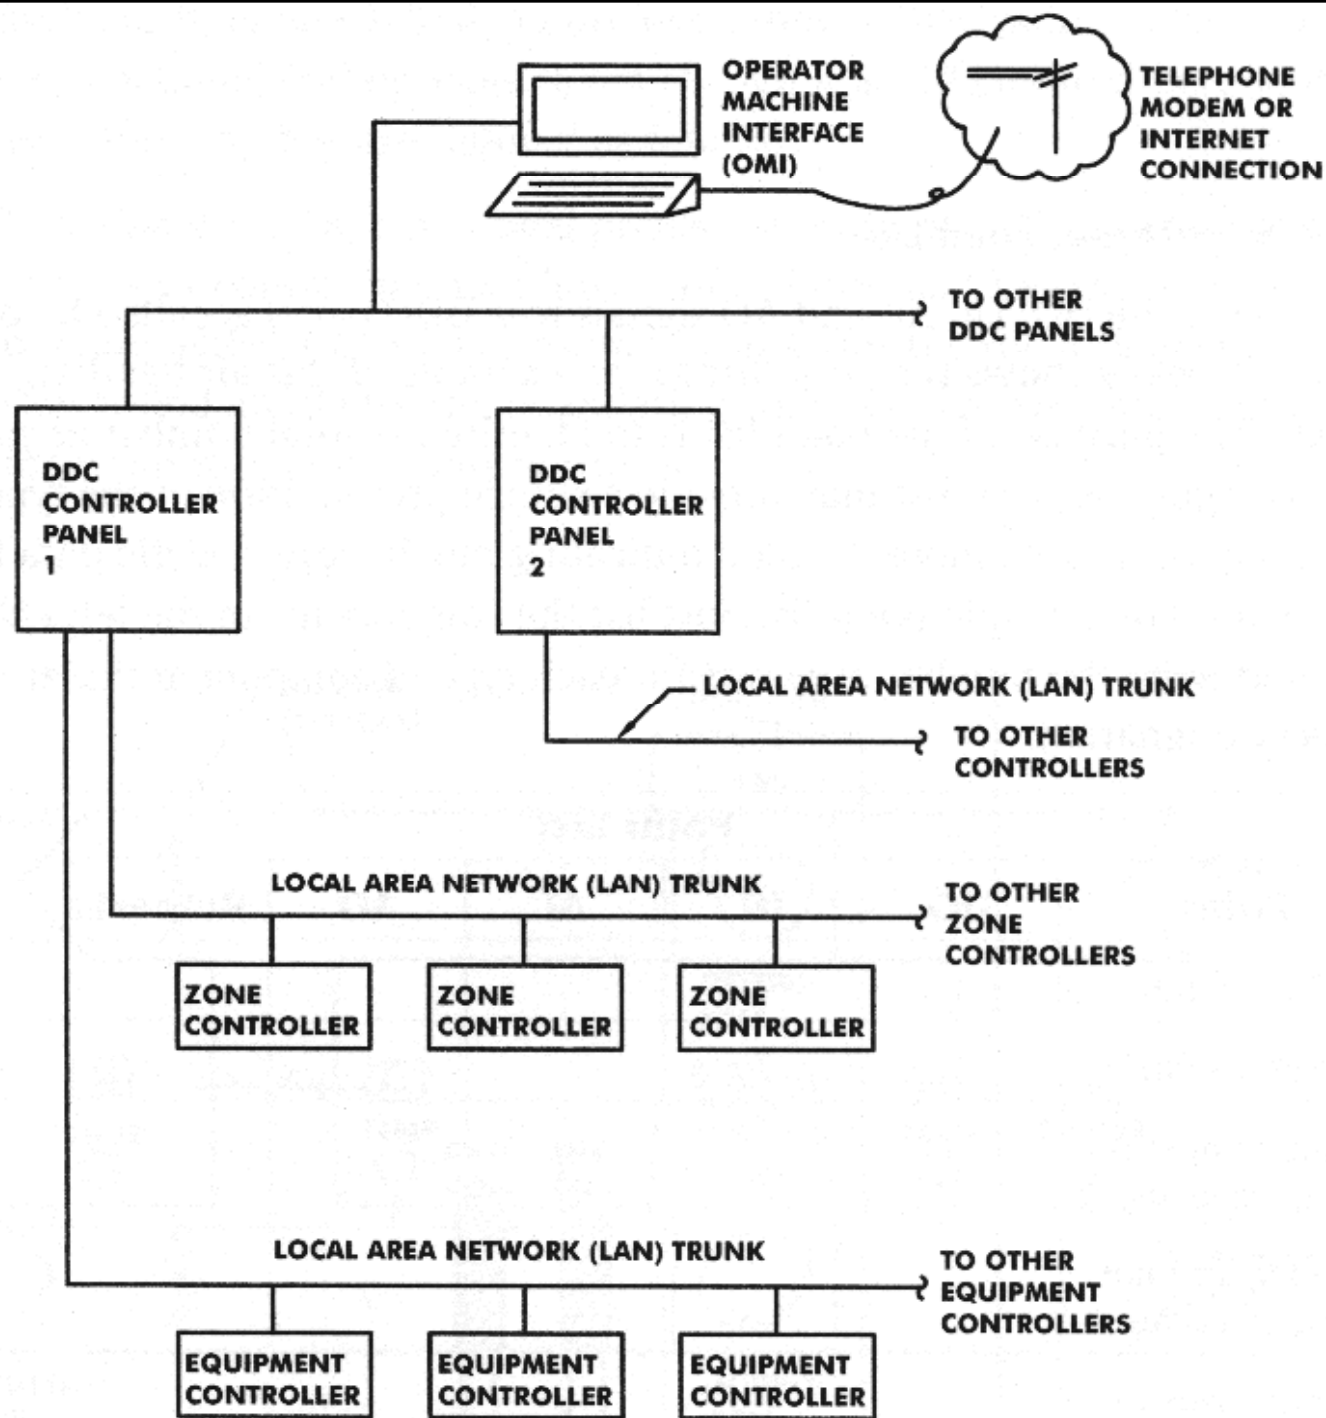 OPERATOR
MACHINE
INTERFACE
(OMI)
TELEPHONE
MODEM OR
INTERNET
CONNECTION
TO OTHER
DDC PANELS
DDC
CONTROLLER
PANEL
1
DDC
CONTROLLER
PANEL
2
LOCAL AREA NETWORK (LAN) TRUNK
TO OTHER
CONTROLLERS
LOCAL AREA NETWORK (LAN) TRUNK
TO OTHER
ZONE
CONTROLLERS
ZONE
CONTROLLER
ZONE
CONTROLLER
ZONE
CONTROLLER
LOCAL AREA NETWORK (LAN) TRUNK
TO OTHER
EQUIPMENT
CONTROLLERS
EQUIPMENT
CONTROLLER
EQUIPMENT
CONTROLLER
EQUIPMENT
CONTROLLER